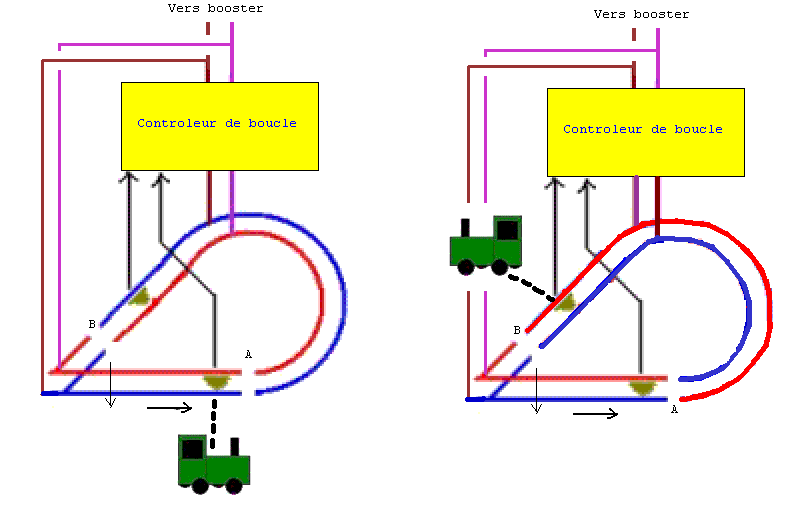 Vers booster
Controleur de boucle
B
A
Vers booster
Controleur de boucle
B
A